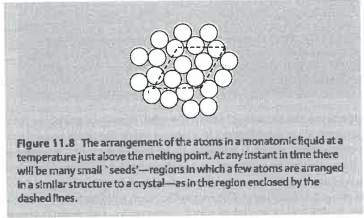 Figure 11.8 The arrangement of the atoms in a monatomic liquid at a
temperature just above the melting point. At any instant in time there
will be many small `seeds'—regions in which a few atoms are arranged
in a similar structure to a crystal—as in the region enclosed by the
dashed lines.